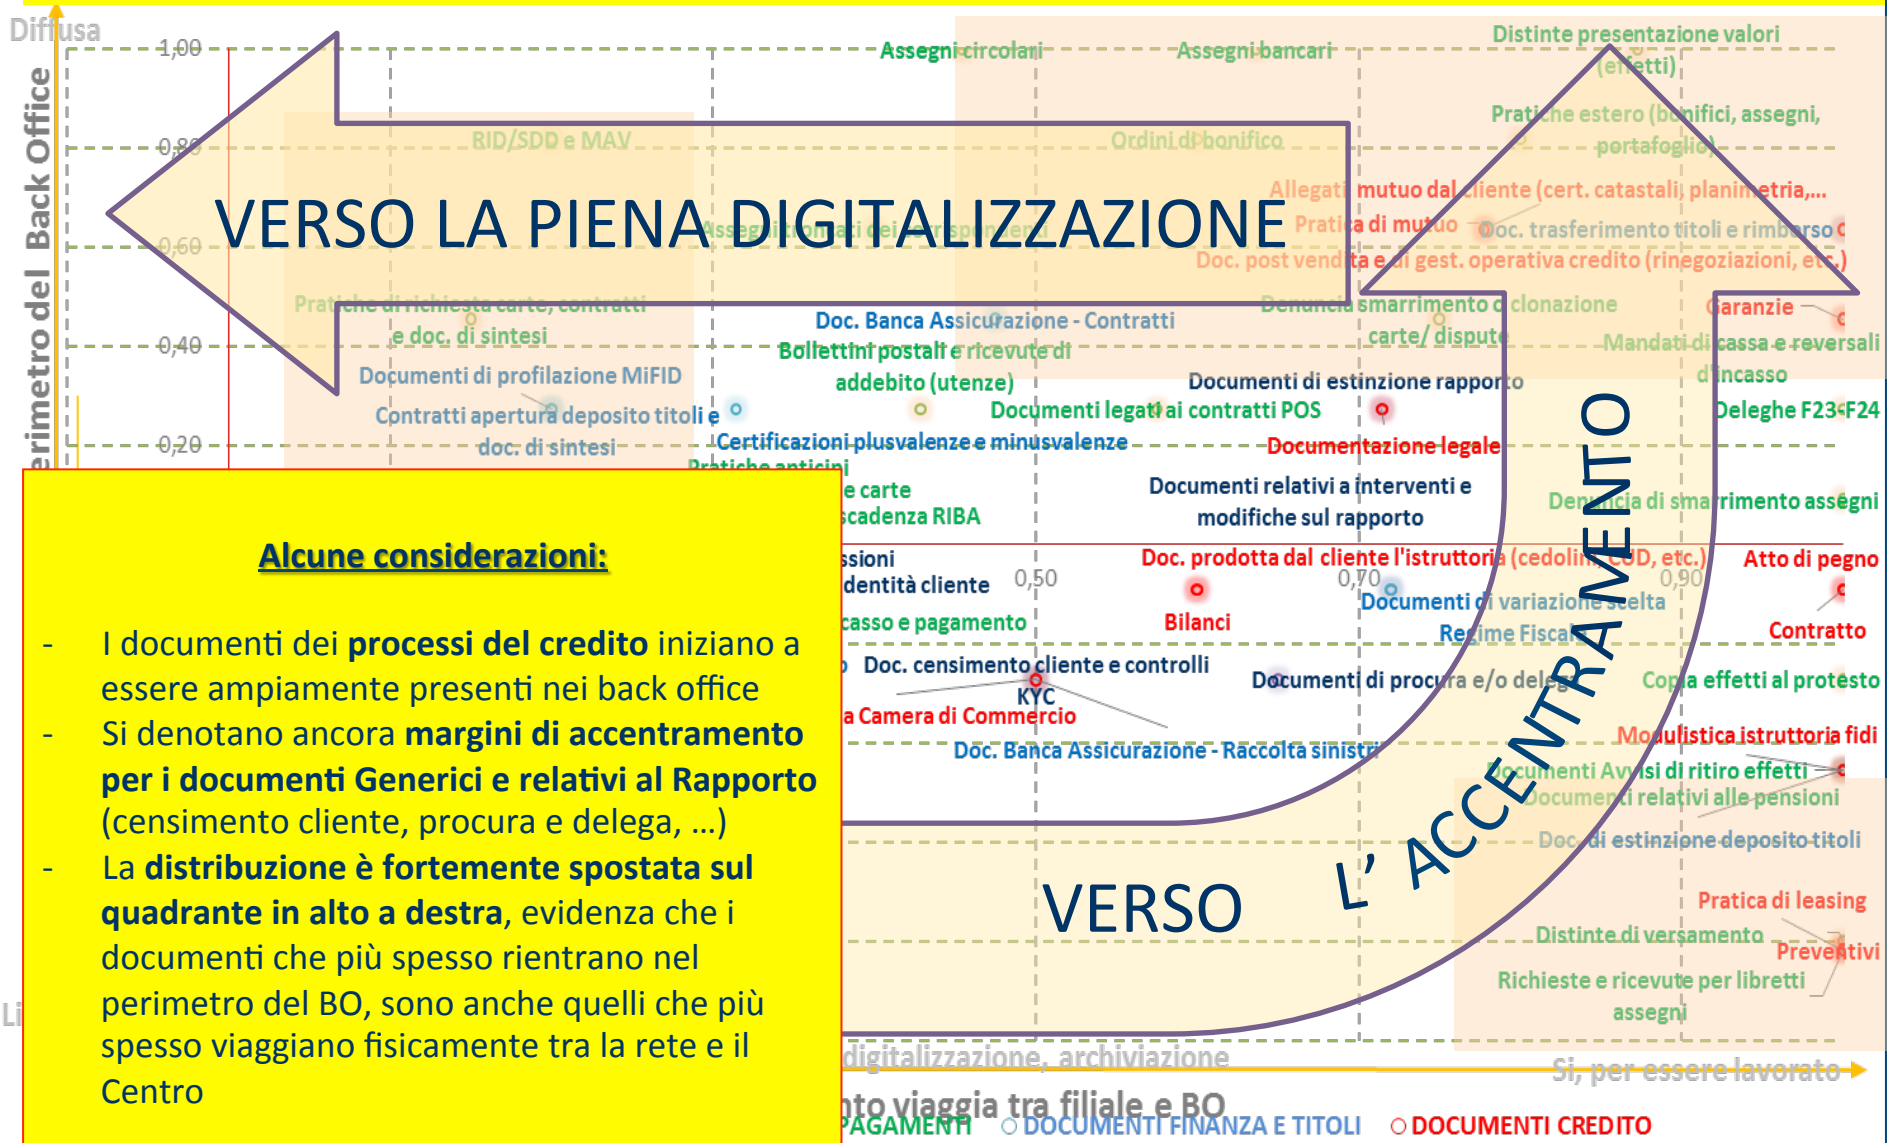 Diffusa
1,00
Assegni circolari
Assegni bancari
Distinte presentazione valori
(effetti)
Pratiche estero (bonifici, assegni,
portafoglio)
0,80
RID/SDD e MAV
Ordini di bonifico
Allegati mutuo dal cliente (cert. catastali, planimetria,...
VERSO LA PIENA DIGITALIZZAZIONE
Pratica di mutuo
Doc. trasferimento titoli e rimborso
0,60
Doc. post vendita e di gest. operativa credito (rinegoziazioni, etc.)
Pratiche di richiesta carte, contratti
e doc. di sintesi
Denuncia smarrimento o clonazione
carte/ dispute
Garanzie
Doc. Banca Assicurazione - Contratti
0,40
Bollettini postali e ricevute di
addebito (utenze)
Mandati di cassa e reversali
d'incasso
Documenti di profilazione MiFID
Documenti di estinzione rapporto
Contratti apertura deposito titoli e
doc. di sintesi
Documenti legati ai contratti POS
Deleghe F23-F24
0,20
Certificazioni plusvalenze e minusvalenze
Documentazione legale
Pratiche anticipi
e carte
scadenza RIBA
Documenti relativi a interventi e
modifiche sul rapporto
Denuncia di smarrimento assegni
ssioni
dentità cliente
0,50
Doc. prodotta dal cliente l'istruttoria (cedolini, CUD, etc.)
Atto di pegno
0,70
0,90
Documenti di variazione scelta
Regime Fiscale
casso e pagamento
Bilanci
Contratto
Doc. censimento cliente e controlli
KYC
Documenti di procura e/o delega
Copia effetti al protesto
a Camera di Commercio
Doc. Banca Assicurazione - Raccolta sinistri
Modulistica istruttoria fidi
Documenti Avvisi di ritiro effetti
Documenti relativi alle pensioni
Doc. di estinzione deposito titoli
VERSO L' ACCENTRAMENTO
Pratica di leasing
Distinte di versamento
Preventivi
Richieste e ricevute per libretti
assegni
erimetro del Back Office
Alcune considerazioni:
- I documenti dei processi del credito iniziano a
essere ampiamente presenti nei back office
- Si denotano ancora margini di accentramento
per i documenti Generici e relativi al Rapporto
(censimento cliente, procura e delega, …)
- La distribuzione è fortemente spostata sul
quadrante in alto a destra, evidenza che i
documenti che più spesso rientrano nel
perimetro del BO, sono anche quelli che più
spesso viaggiano fisicamente tra la rete e il
Centro
Li
digitalizzazione, archiviazione
Si, per essere lavorato
nto viaggia tra filiale e BO
PAGAMENTI
DOCUMENTI FINANZA E TITOLI
DOCUMENTI CREDITO